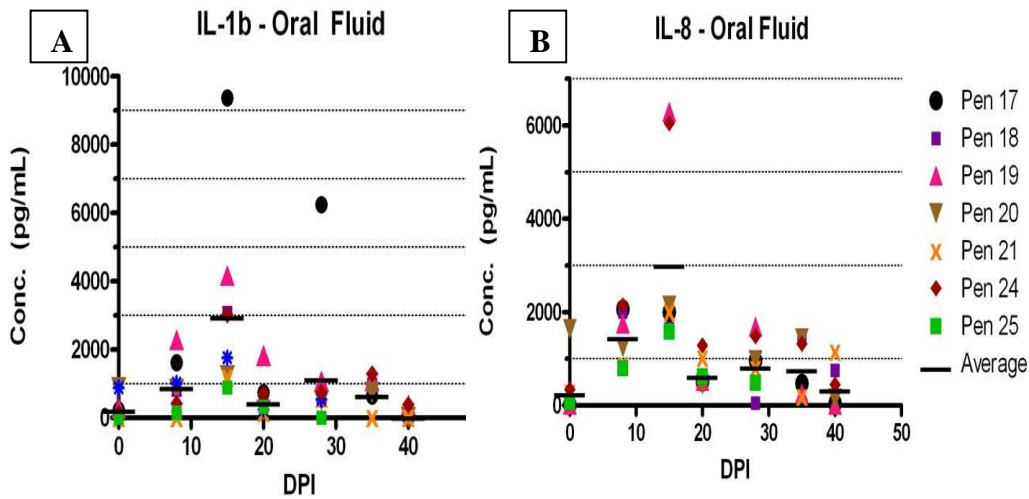 A
IL-1b - Oral Fluid
Conc. (pg/mL)
10000
8000
6000
4000
2000
0
0 20 40
DPI
B
IL-8 - Oral Fluid
Conc. (pg/mL)
6000
4000
2000
0
0 10 20 30 40 50
DPI
Pen 17
Pen 18
Pen 19
Pen 20
Pen 21
Pen 24
Pen 25
Average